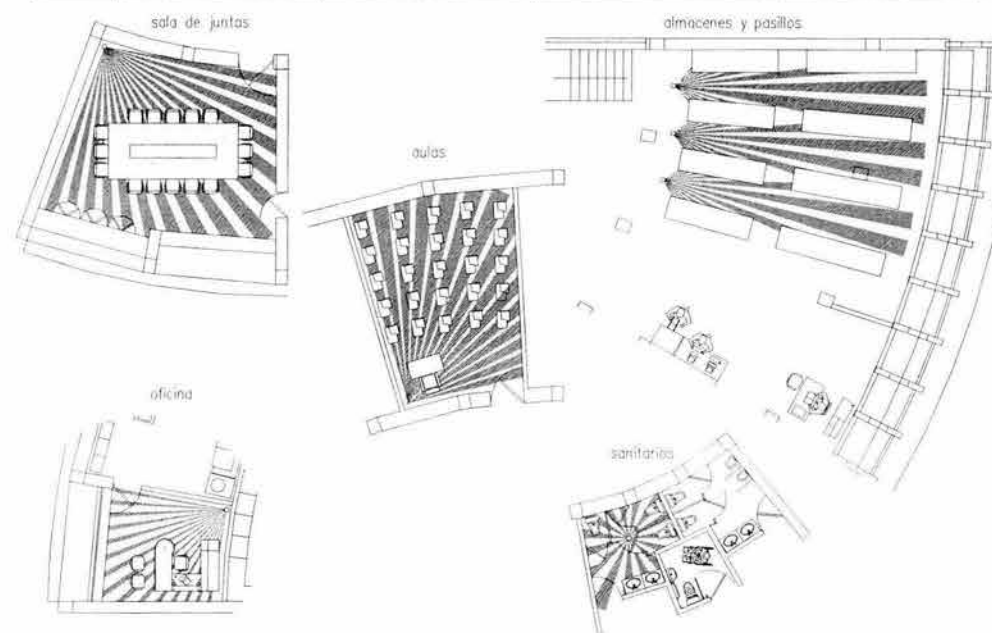 sala de juntas
almacenes y pasillos
aulas
oficina
sanitarios